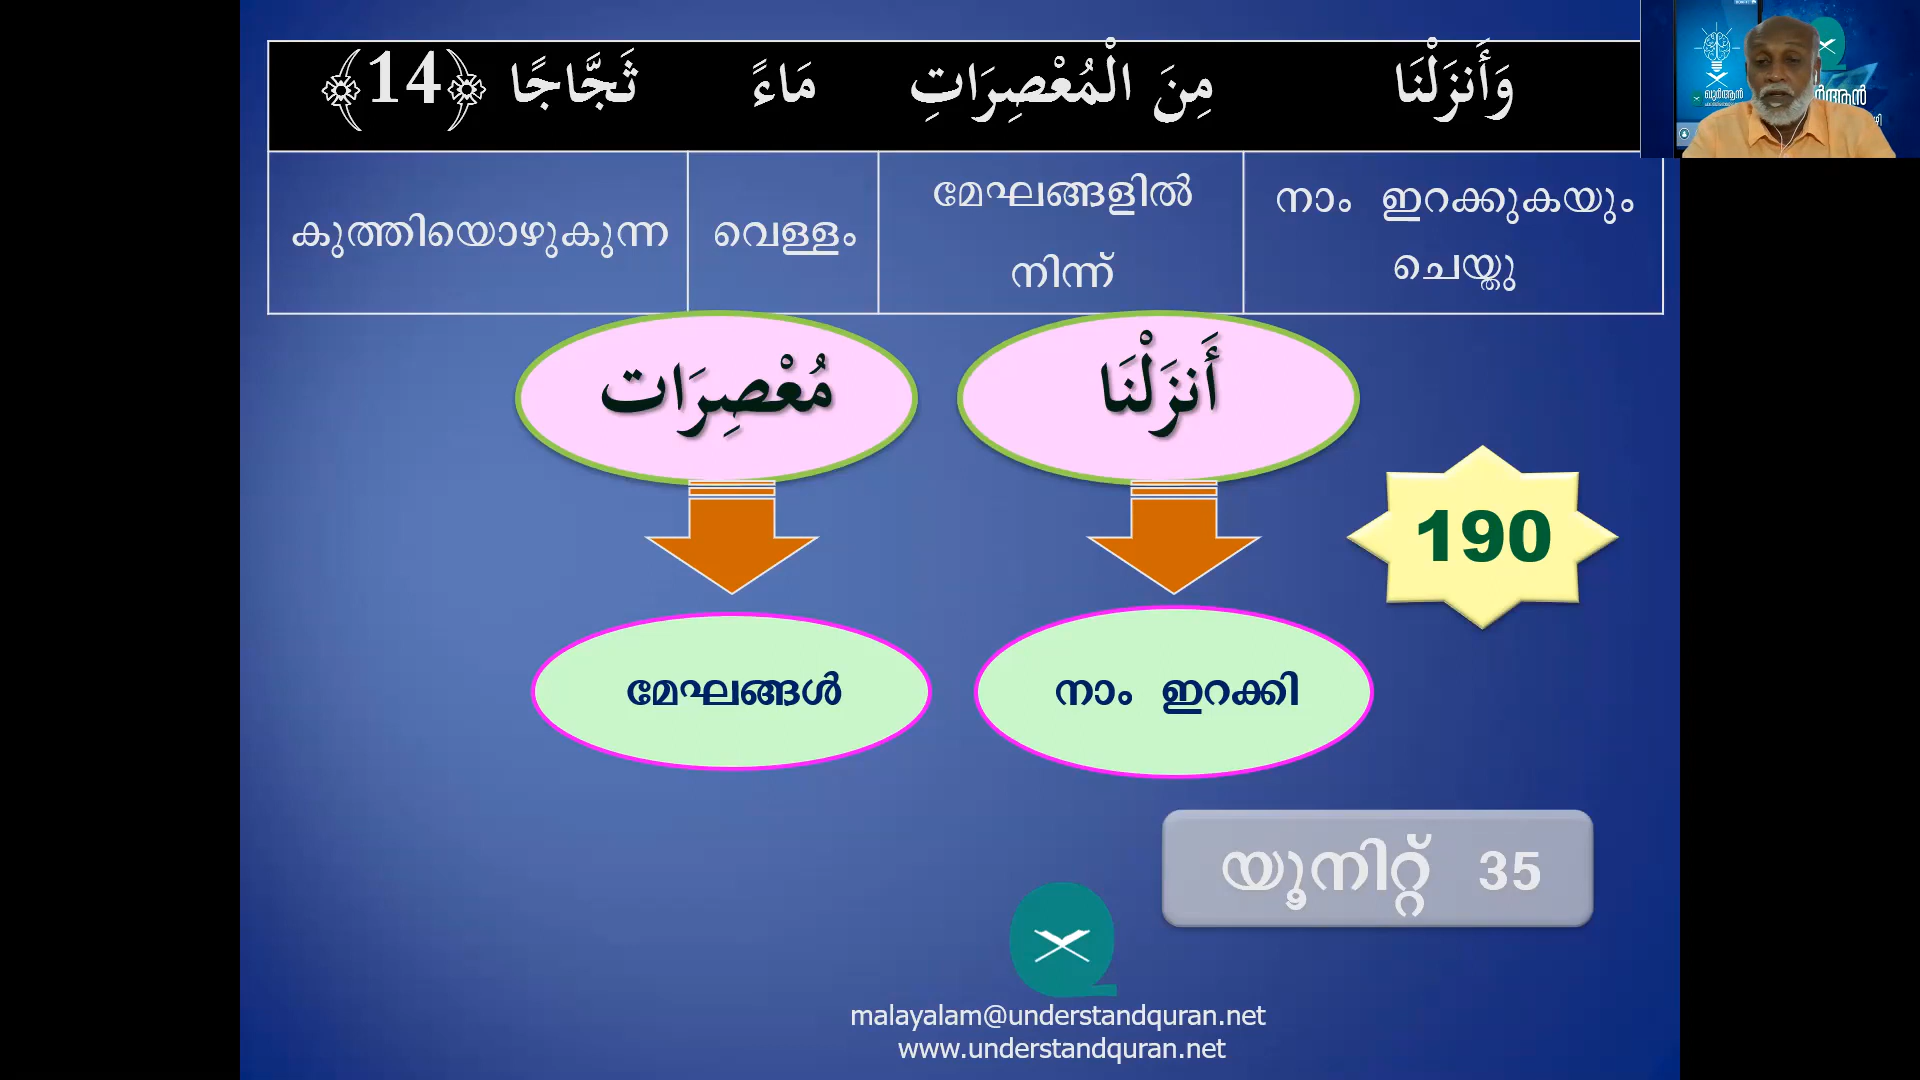 وَأَنزَلْنَا مِنَ الْمُعْصِرَاتِ مَاءً ثَجَّاجًا ﴿14﴾
നാം ഇറക്കുകയും
ചെയ്തു
മേഘങ്ങളിൽ
നിന്ന്
വെള്ളം
കുത്തിയൊഴുകുന്ന
أَنزَلْنَا
مُعْصِرَات
190
നാം ഇറക്കി
മേഘങ്ങൾ
യൂനിറ്റ് 35
malayalam@understandquran.net
www.understandquran.net
ഖുർആൻ